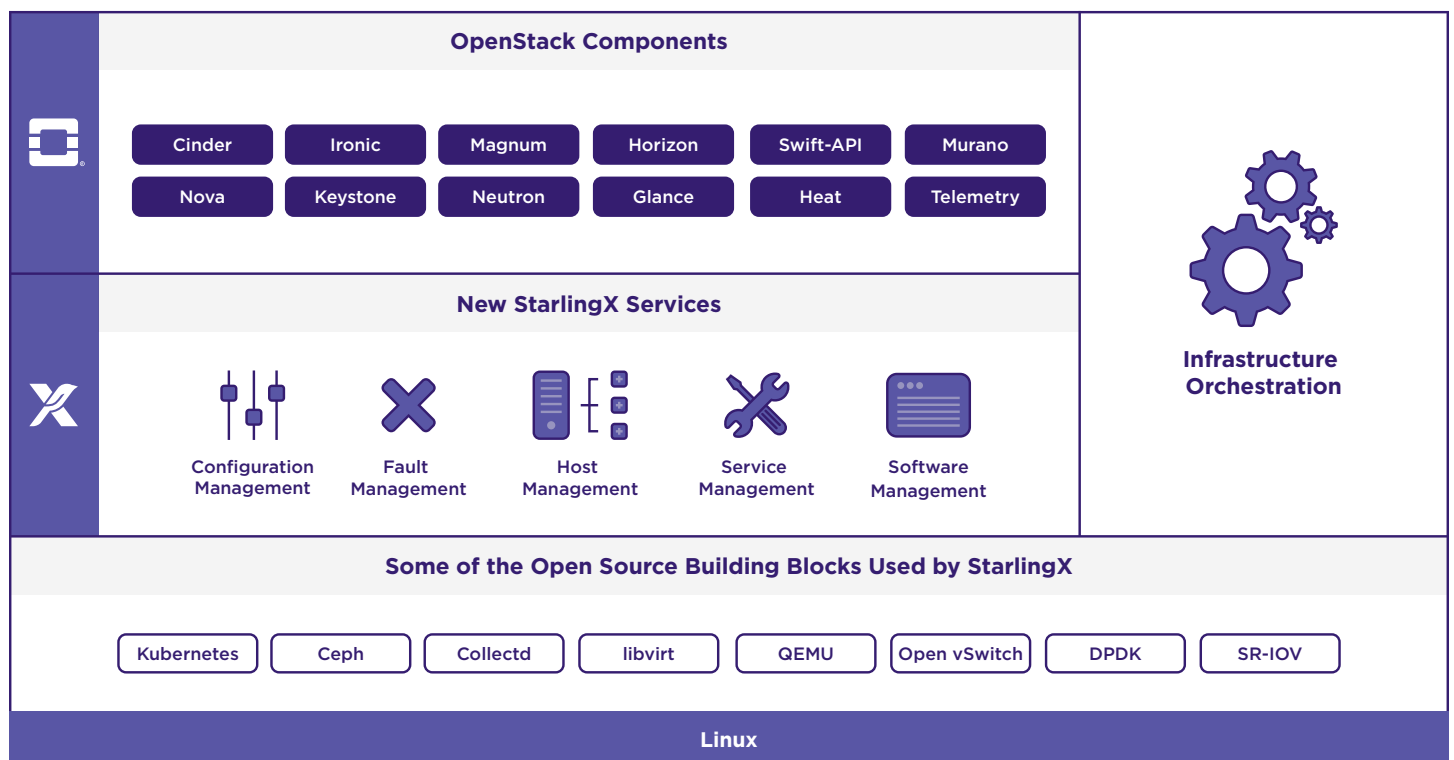 OpenStack Components
Cinder
Ironic
Magnum
Horizon
Swift-API
Murano
Nova
Keystone
Neutron
Glance
Heat
Telemetry
New StarlingX Services
Configuration
Management
Fault
Management
Host
Management
Service
Management
Software
Management
Infrastructure
Orchestration
Some of the Open Source Building Blocks Used by StarlingX
Kubernetes
Ceph
Collectd
libvirt
QEMU
Open vSwitch
DPDK
SR-IOV
Linux